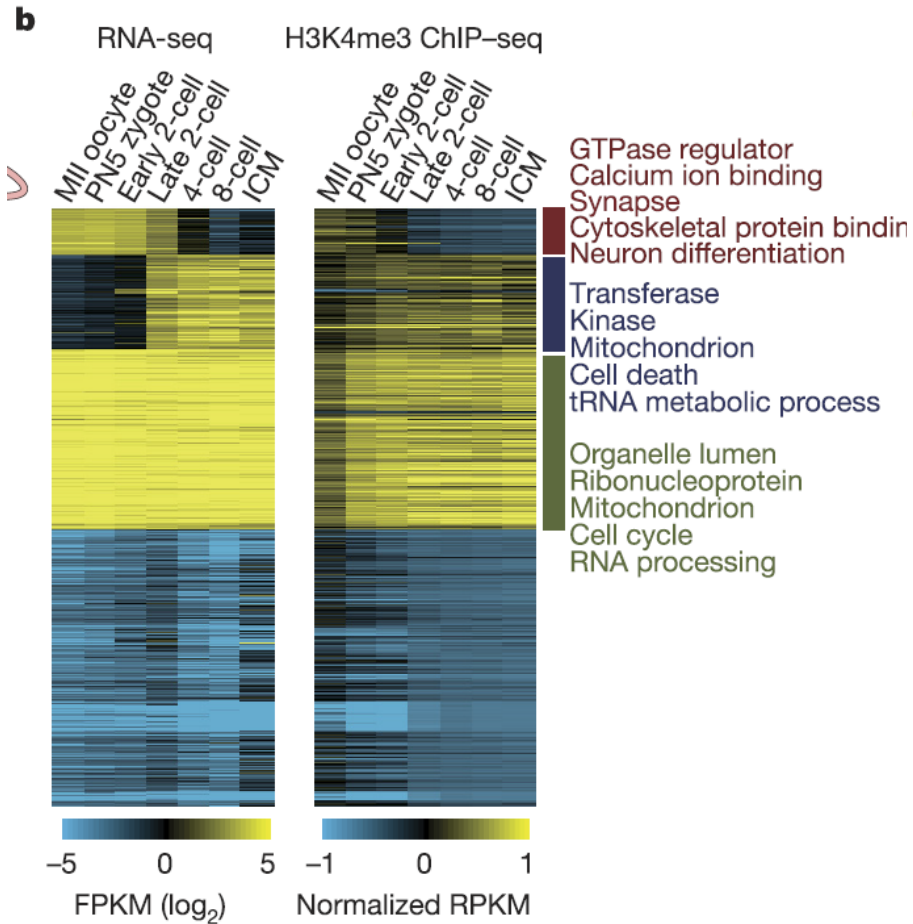 b
RNA-seq
H3K4me3 ChIP–seq
MII oocyte
PN5 zygote
Early 2-cell
Late 2-cell
4-cell
8-cell
ICM
MII oocyte
PN5 zygote
Early 2-cell
Late 2-cell
4-cell
8-cell
ICM
GTPase regulator
Calcium ion binding
Synapse
Cytoskeletal protein bindin
Neuron differentiation
Transferase
Kinase
Mitochondrion
Cell death
tRNA metabolic process
Organelle lumen
Ribonucleoprotein
Mitochondrion
Cell cycle
RNA processing
−5 0 5
FPKM (log2)
−1 0 1
Normalized RPKM